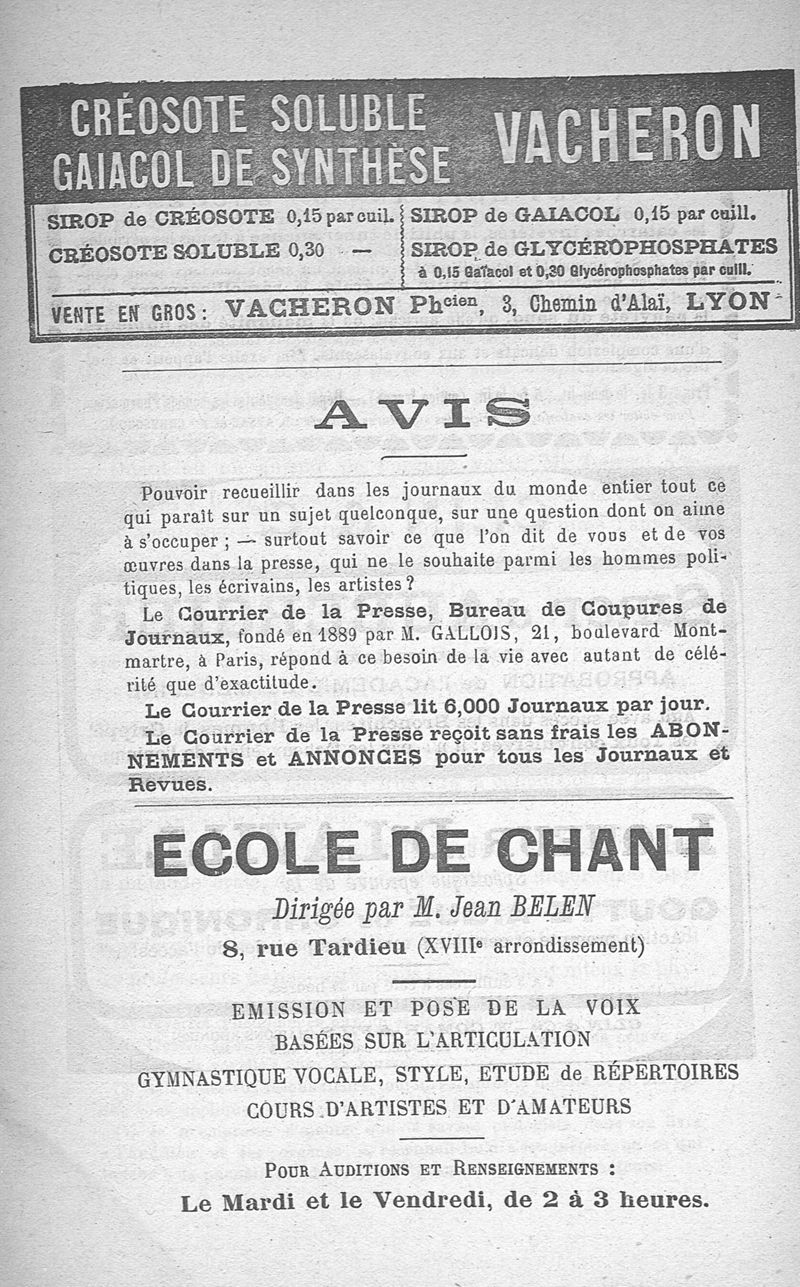 CRÉOSOTE SOLUBLE
GAIACOL DE SYNTHÈSE
VACHERON
SIROP de CRÉOSOTE 0,15 par cuil.
CRÉOSOTE SOLUBLE 0,30 —
SIROP de GAIACOL 0,15 par cuill.
SIROP de GLYCÉROPHOSPHATES
à 0,15 Gaïacol et 0,30 Glycérophosphates par cuill.
VENTE EN GROS : VACHERON Phcien, 3, Chemin d'Alaï, LYON
AVIS
Pouvoir recueillir dans les journaux du monde entier tout ce
qui paraît sur un sujet quelconque, sur une question dont on aime
à s'occuper ; — surtout savoir ce que l'on dit de vous et de vos
œuvres dans la presse, qui ne le souhaite parmi les hommes poli-
tiques, les écrivains, les artistes ?
Le Courrier de la Presse, Bureau de Coupures de
Journaux, fondé en 1889 par M. GALLOIS, 21, boulevard Mont-
martre, à Paris, répond à ce besoin de la vie avec autant de célé-
rité que d'exactitude.
Le Courrier de la Presse lit 6,000 Journaux par jour.
Le Courrier de la Presse reçoit sans frais les ABON-
NEMENTS et ANNONCES pour tous les Journaux et
Revues.
ECOLE DE CHANT
Dirigée par M. Jean BELEN
8, rue Tardieu (XVIIIe arrondissement)
EMISSION ET POSE DE LA VOIX
BASÉES SUR L'ARTICULATION
GYMNASTIQUE VOCALE, STYLE, ETUDE de RÉPERTOIRES
COURS D'ARTISTES ET D'AMATEURS
POUR AUDITIONS ET RENSEIGNEMENTS :
Le Mardi et le Vendredi, de 2 à 3 heures.